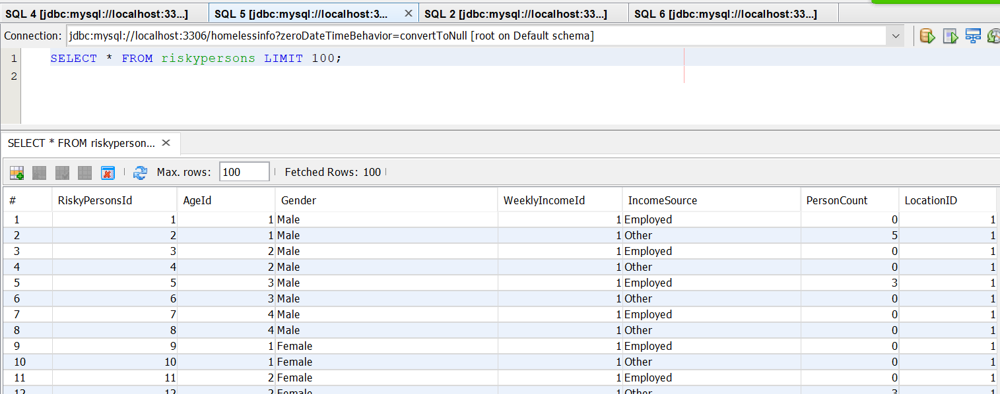 SQL 4 [jdbc:mysql://localhost:33...] SQL 5 [jdbc:mysql://localhost:3... SQL 2 [jdbc:mysql://localhost:33...] SQL 6 [jdbc:mysql://localhost:33...]
Connection: jdbc:mysql://localhost:3306/homelessinfo?zeroDateTimeBehavior=convertToNull [root on Default schema]
1 SELECT * FROM riskypersons LIMIT 100;
2
SELECT * FROM riskyperson...
Max. rows: 100 Fetched Rows: 100
# RiskyPersonsId AgeId Gender WeeklyIncomeId IncomeSource PersonCount LocationID
1 1 1 Male 1 Employed 0 1
2 2 1 Male 1 Other 5 1
3 3 2 Male 1 Employed 0 1
4 4 2 Male 1 Other 0 1
5 5 3 Male 1 Employed 3 1
6 6 3 Male 1 Other 0 1
7 7 4 Male 1 Employed 0 1
8 8 4 Male 1 Other 0 1
9 9 1 Female 1 Employed 0 1
10 10 1 Female 1 Other 0 1
11 11 2 Female 1 Employed 0 1
12 12 2 Female 1 Other 3 1